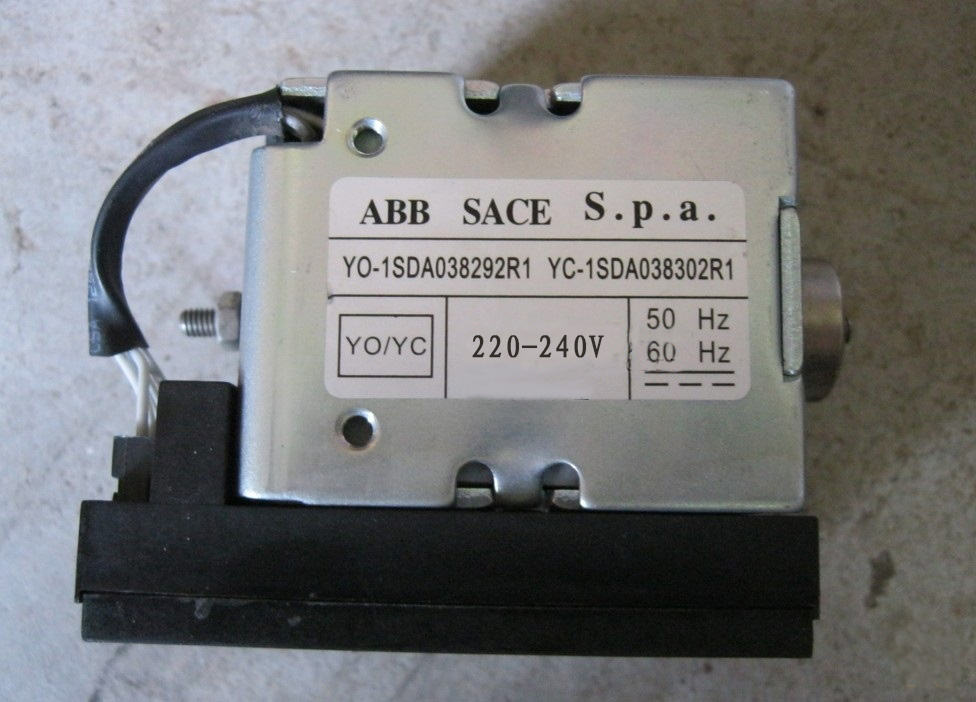 ABB SACE S.p.a.
YO-1SDA038292R1 YC-1SDA038302R1
YO/YC
220-240V
50 Hz
60 Hz